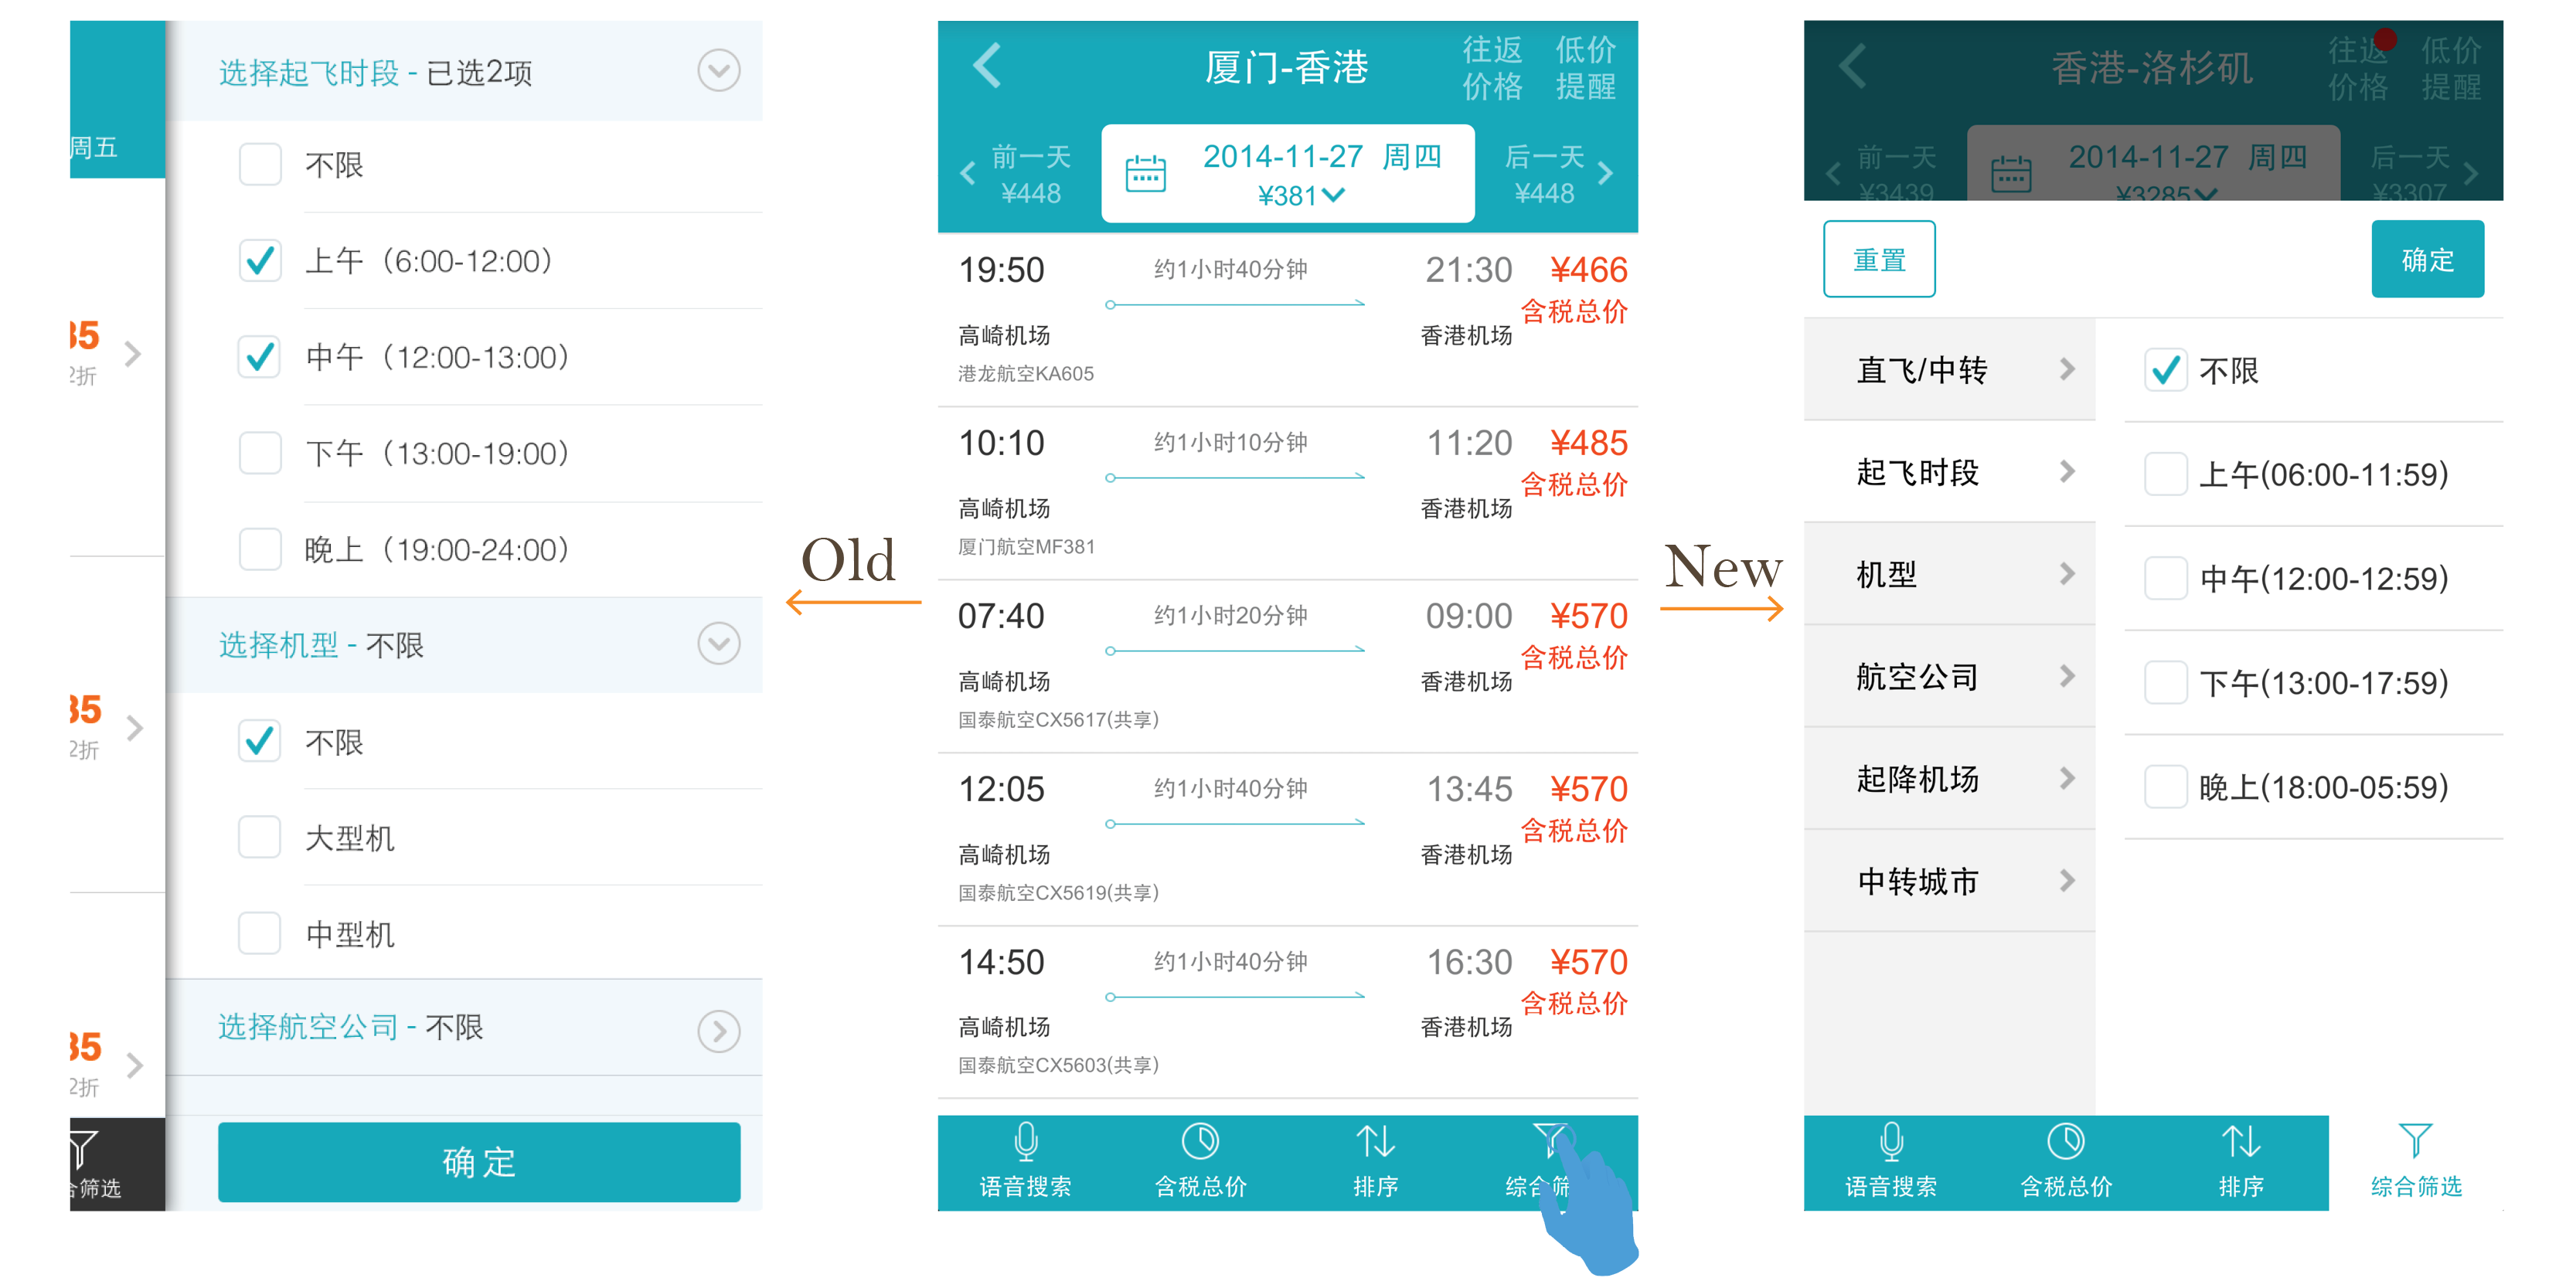 周五
35
2折
35
2折
35
2折
合筛选
选择起飞时段 - 已选2项
不限
上午（6:00-12:00）
中午（12:00-13:00）
下午（13:00-19:00）
晚上（19:00-24:00）
选择机型 - 不限
不限
大型机
中型机
选择航空公司 - 不限
确定
Old
厦门-香港
往返
价格
低价
提醒
前一天
¥448
2014-11-27 周四
¥381
后一天
¥448
19:50 约1小时40分钟 21:30 ¥466
含税总价
高崎机场 香港机场
港龙航空KA605
10:10 约1小时10分钟 11:20 ¥485
含税总价
高崎机场 香港机场
厦门航空MF381
07:40 约1小时20分钟 09:00 ¥570
含税总价
高崎机场 香港机场
国泰航空CX5617(共享)
12:05 约1小时40分钟 13:45 ¥570
含税总价
高崎机场 香港机场
国泰航空CX5619(共享)
14:50 约1小时40分钟 16:30 ¥570
含税总价
高崎机场 香港机场
国泰航空CX5603(共享)
语音搜索 含税总价 排序 综合筛
New
香港-洛杉矶
往返
价格
低价
提醒
前一天
¥3439
2014-11-27 周四
¥3285
后一天
¥3307
重置 确定
直飞/中转
起飞时段
机型
航空公司
起降机场
中转城市
不限
上午(06:00-11:59)
中午(12:00-12:59)
下午(13:00-17:59)
晚上(18:00-05:59)
语音搜索 含税总价 排序 综合筛选